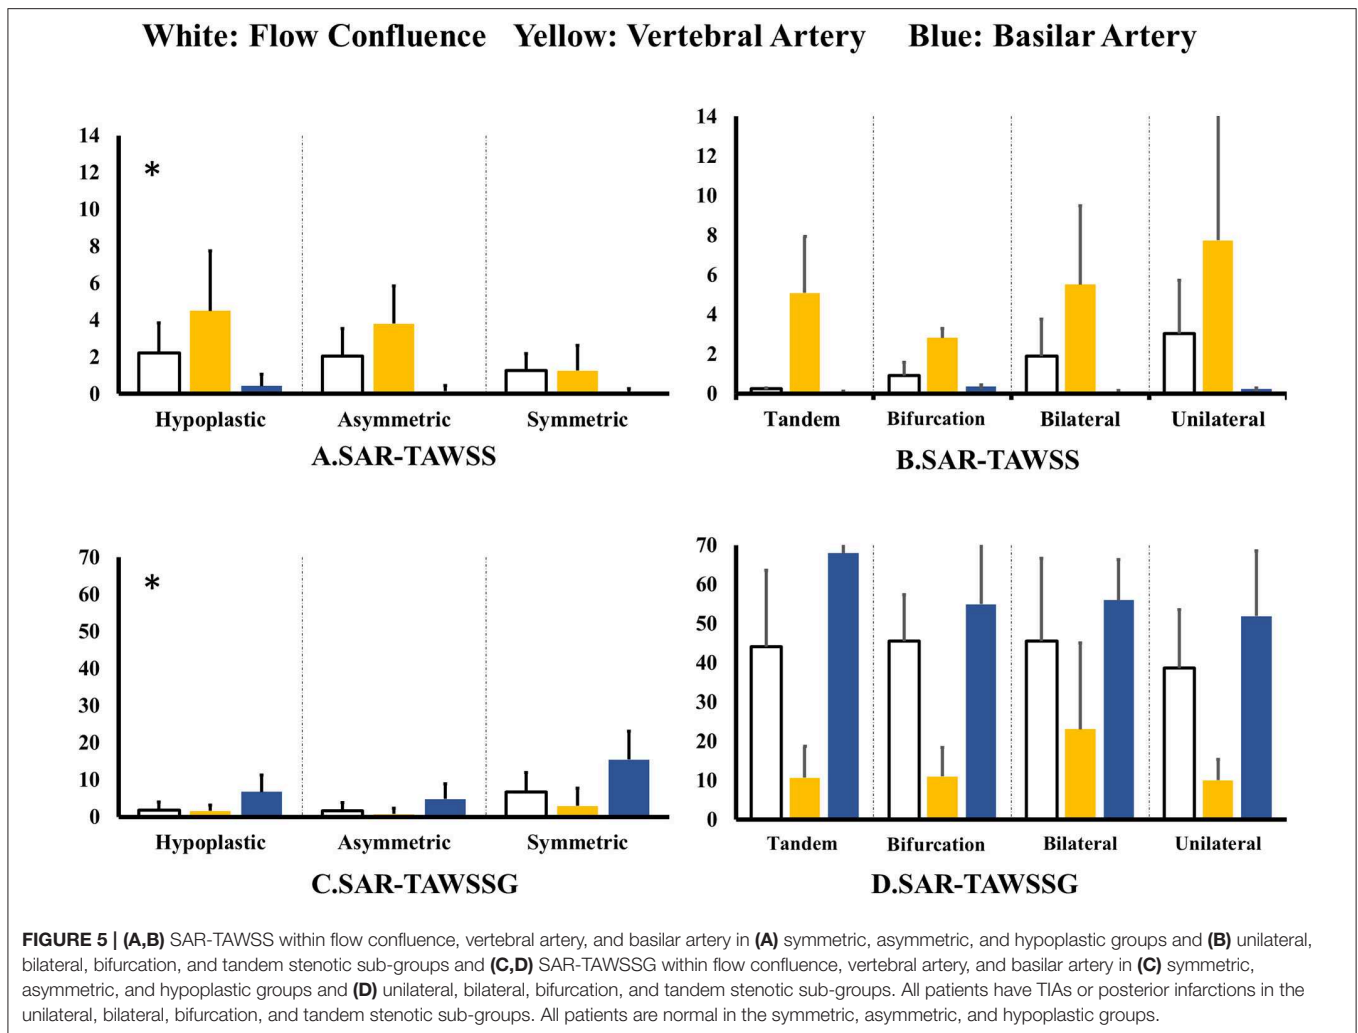 White: Flow Confluence Yellow: Vertebral Artery Blue: Basilar Artery
14
12
10
8
6
4
2
0
*
Hypoplastic Asymmetric Symmetric
A.SAR-TAWSS
14
12
10
8
6
4
2
0
Tandem Bifurcation Bilateral Unilateral
B.SAR-TAWSS
70
60
50
40
30
20
10
0
*
Hypoplastic Asymmetric Symmetric
C.SAR-TAWSSG
70
60
50
40
30
20
10
0
Tandem Bifurcation Bilateral Unilateral
D.SAR-TAWSSG
FIGURE 5 | (A,B) SAR-TAWSS within flow confluence, vertebral artery, and basilar artery in (A) symmetric, asymmetric, and hypoplastic groups and (B) unilateral,
bilateral, bifurcation, and tandem stenotic sub-groups and (C,D) SAR-TAWSSG within flow confluence, vertebral artery, and basilar artery in (C) symmetric,
asymmetric, and hypoplastic groups and (D) unilateral, bilateral, bifurcation, and tandem stenotic sub-groups. All patients have TIAs or posterior infarctions in the
unilateral, bilateral, bifurcation, and tandem stenotic sub-groups. All patients are normal in the symmetric, asymmetric, and hypoplastic groups.